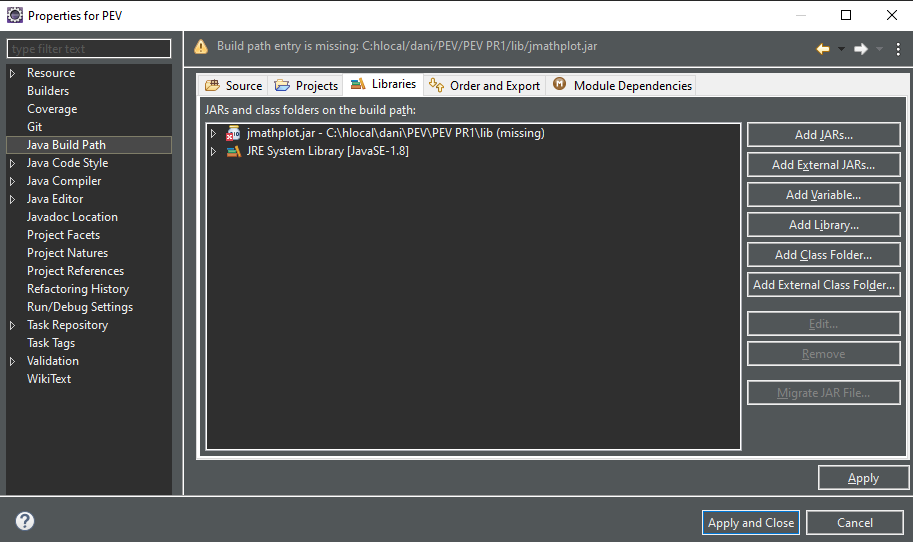 Properties for PEV
type filter text
Build path entry is missing: C:hlocal/dani/PEV/PEV PR1/lib/jmathplot.jar
Resource
Builders
Coverage
Git
Java Build Path
Java Code Style
Java Compiler
Java Editor
Javadoc Location
Project Facets
Project Natures
Project References
Refactoring History
Run/Debug Settings
Task Repository
Task Tags
Validation
WikiText
Source
Projects
Libraries
Order and Export
Module Dependencies
JARs and class folders on the build path:
jmathplot.jar - C:\hlocal\dani\PEV\PEV PR1\lib (missing)
JRE System Library [JavaSE-1.8]
Add JARs...
Add External JARs...
Add Variable...
Add Library...
Add Class Folder...
Add External Class Folder...
Edit...
Remove
Migrate JAR File...
Apply
Apply and Close
Cancel